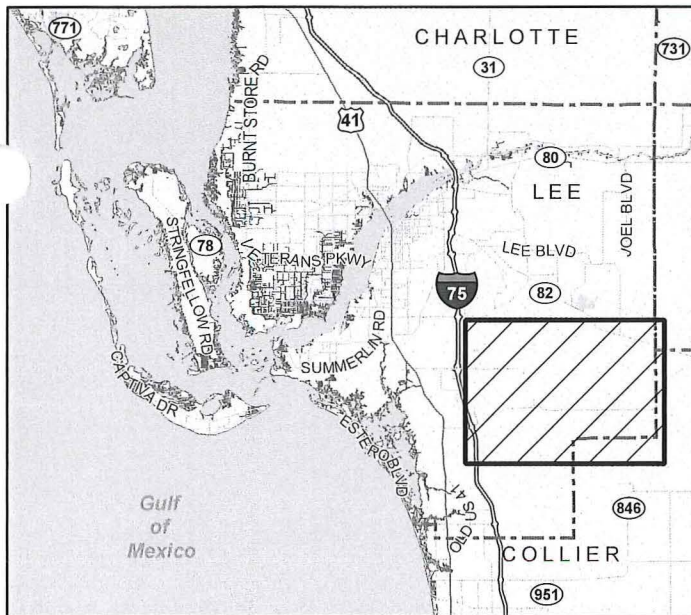 771
CHARLOTTE
731
31
BURNT STORE RD
41
80
LEE
JOEL BLVD
STRINGFELLOW RD
78
VETERANS PKWY
LEE BLVD
75
82
SUMMERLIN RD
CAPTIVA DR
ESTERO BLVD
Gulf
of
Mexico
OLD US 41
846
COLLIER
951